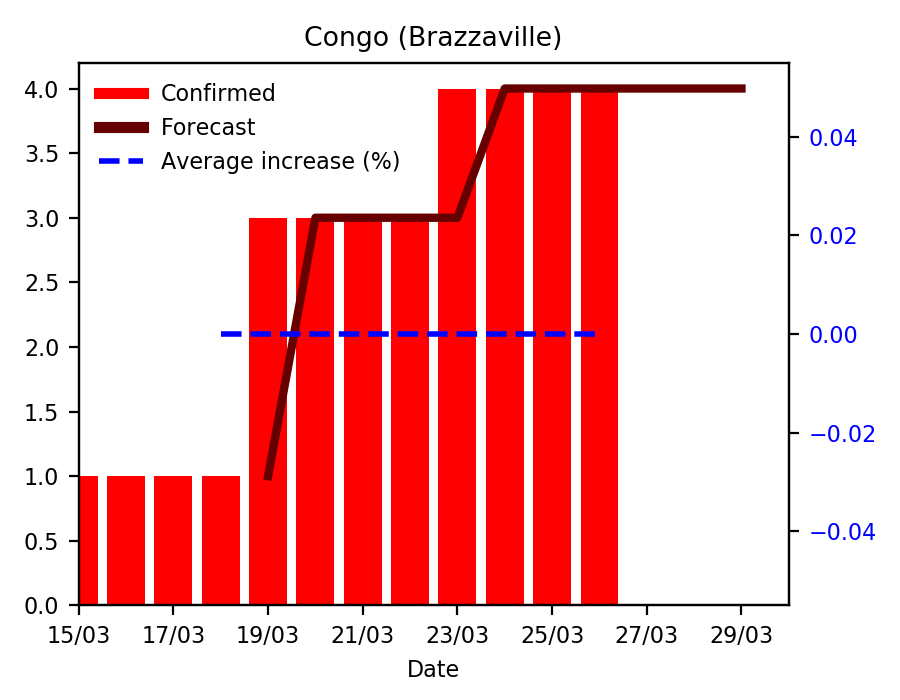 Congo (Brazzaville)
Confirmed
Forecast
Average increase (%)
4.0
3.5
3.0
2.5
2.0
1.5
1.0
0.5
0.0
0.04
0.02
0.00
−0.02
−0.04
15/03 17/03 19/03 21/03 23/03 25/03 27/03 29/03
Date